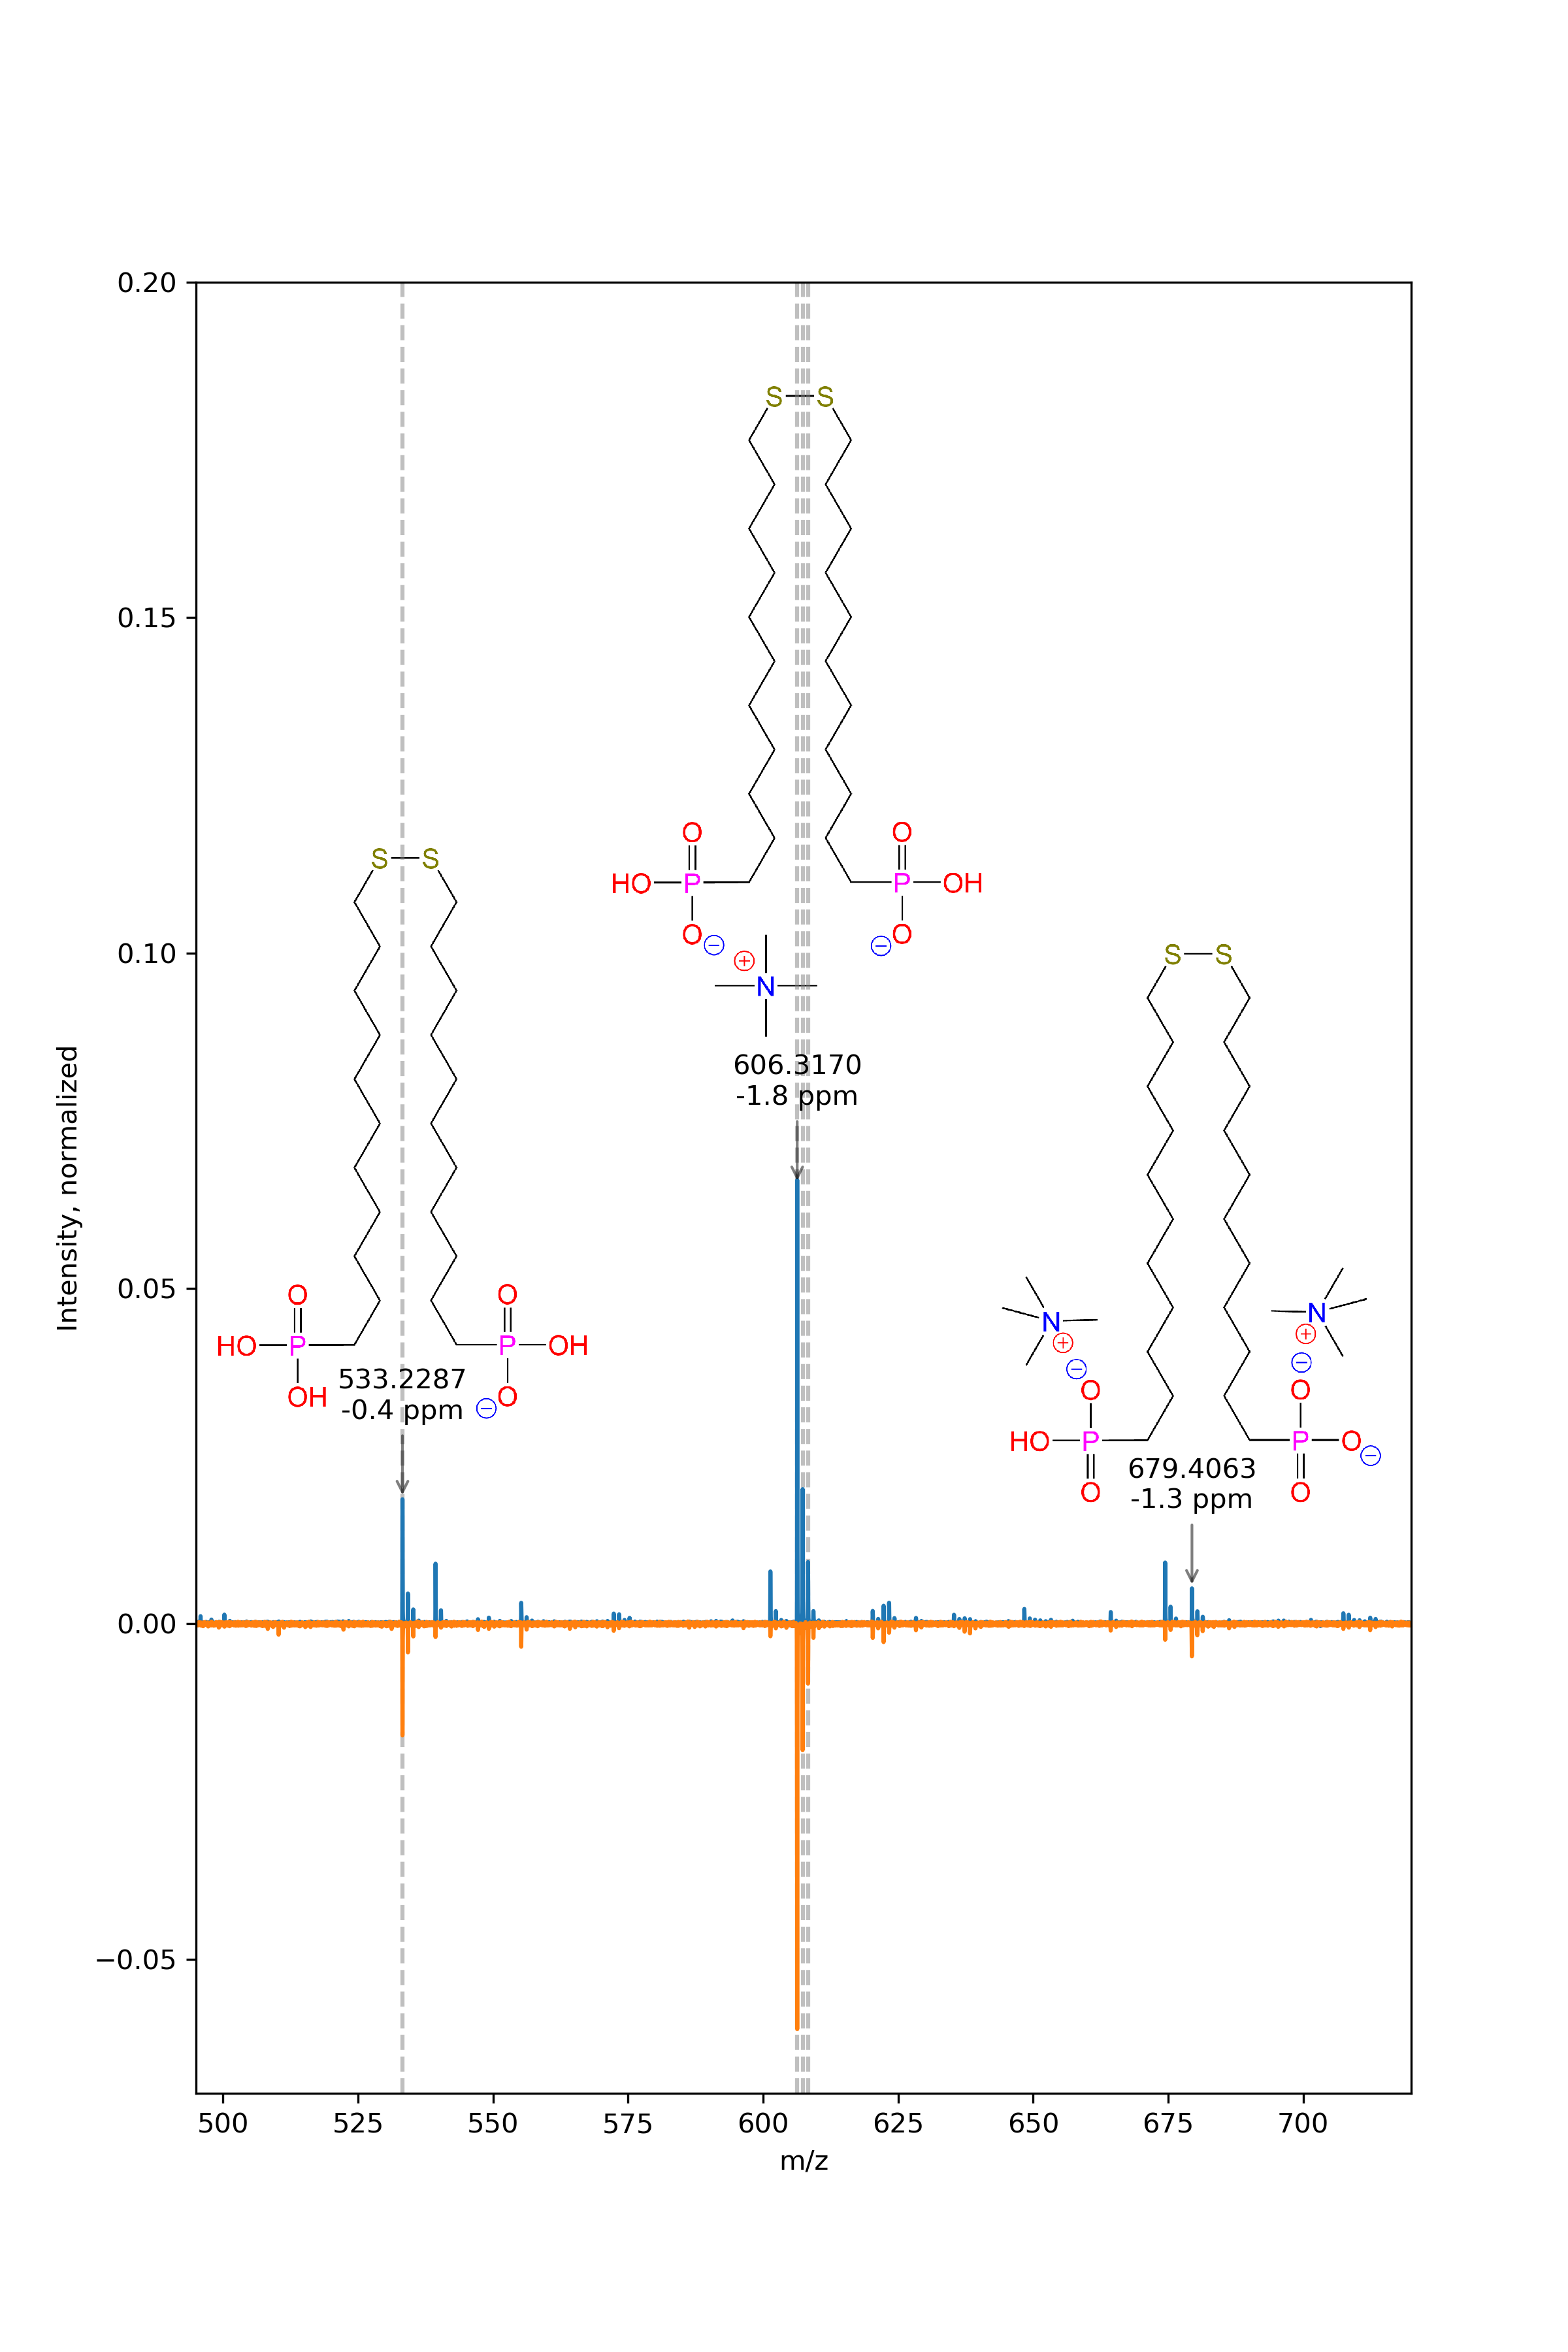 0.20
0.15
0.10
0.05
0.00
−0.05
Intensity, normalized
S S
O O
HO P P OH
O ⊖ ⊖ O
⊕
N
606.3170
-1.8 ppm
S S
O O
HO P P OH
OH ⊖ O
533.2287
-0.4 ppm
S S
N N
⊕ ⊕
⊖ ⊖
O O
HO P P O ⊖
O O
679.4063
-1.3 ppm
500 525 550 575 600 625 650 675 700
m/z